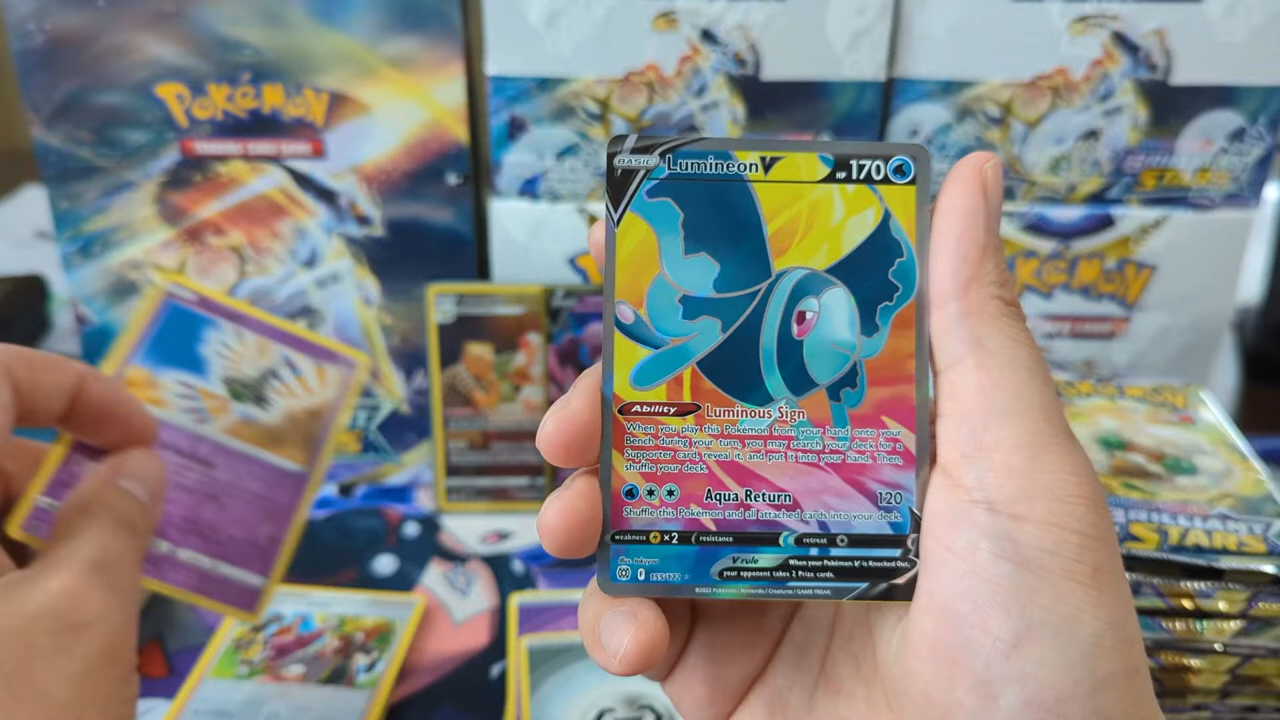 POKéMON
TRADING CARD GAME
BASIC Lumineon V HP 170
Ability Luminous Sign
When you play this Pokémon from your hand onto your
Bench during your turn, you may search your deck for a
Supporter card, reveal it, and put it into your hand. Then,
shuffle your deck.
Aqua Return 120
Shuffle this Pokémon and all attached cards into your deck.
weakness ×2 resistance retreat
V rule When your Pokémon V is Knocked Out,
your opponent takes 2 Prize cards.
F 155/172
©2022 Pokémon / Nintendo / Creatures / GAME FREAK
STARS
POKéMON
BRILLIANT
STARS